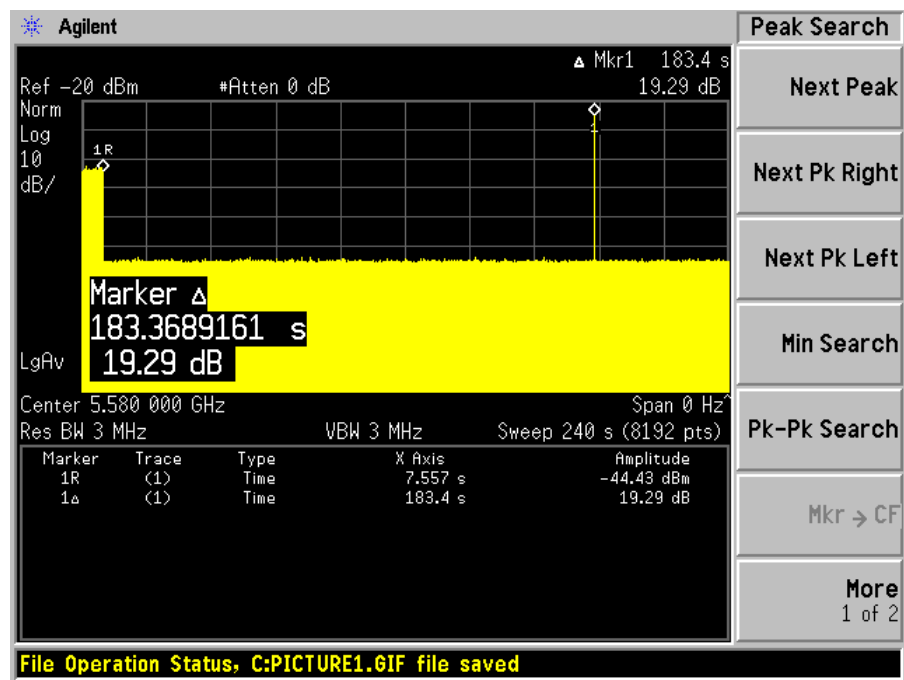 Agilent
Peak Search
Δ Mkr1 183.4 s
Ref -20 dBm #Atten 0 dB 19.29 dB
Norm
Log
10
dB/
1R
1
Marker Δ
183.3689161 s
19.29 dB
LgAv
Center 5.580 000 GHz Span 0 Hz^
Res BW 3 MHz VBW 3 MHz Sweep 240 s (8192 pts)
Marker Trace Type X Axis Amplitude
1R (1) Time 7.557 s -44.43 dBm
1Δ (1) Time 183.4 s 19.29 dB
Next Peak
Next Pk Right
Next Pk Left
Min Search
Pk-Pk Search
Mkr → CF
More
1 of 2
File Operation Status, C:PICTURE1.GIF file saved